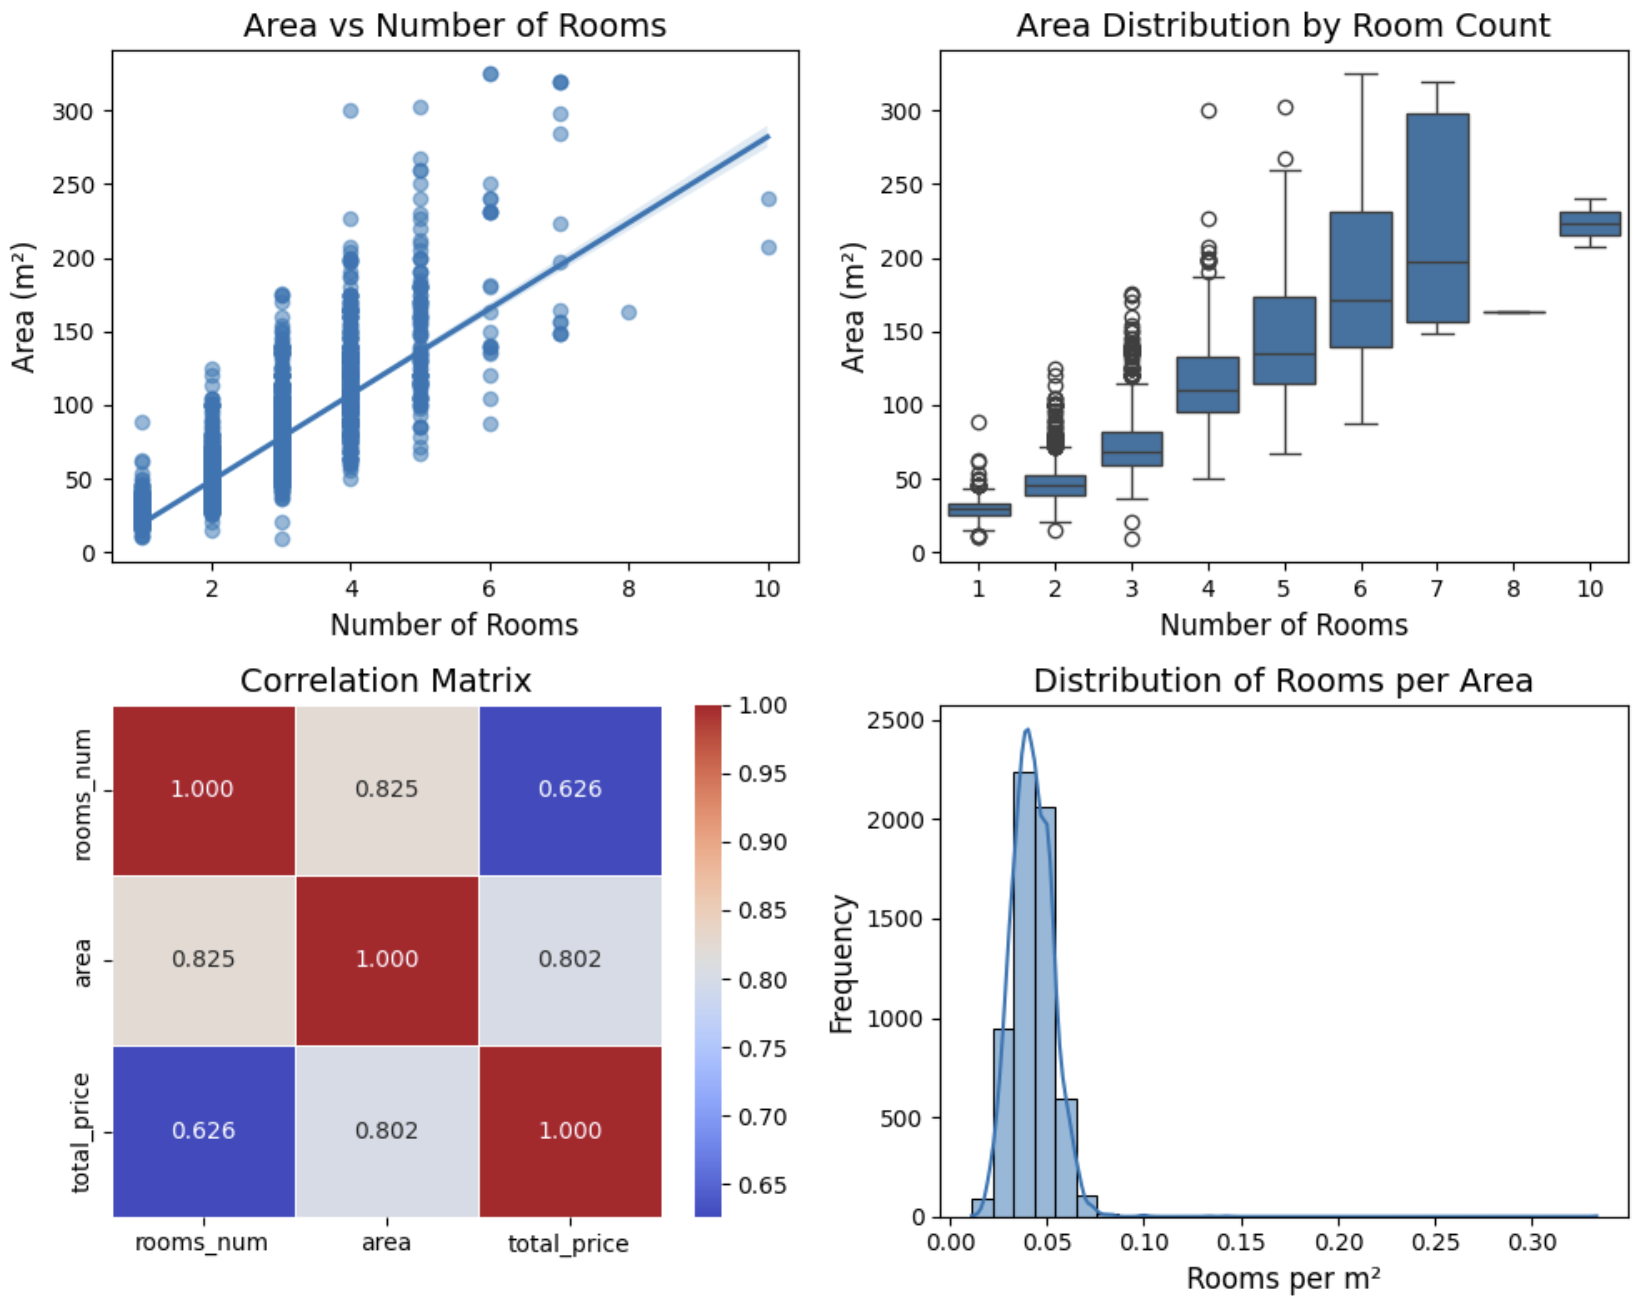 Area vs Number of Rooms
Area (m²)
300
250
200
150
100
50
0
2 4 6 8 10
Number of Rooms
Area Distribution by Room Count
Area (m²)
300
250
200
150
100
50
0
1 2 3 4 5 6 7 8 10
Number of Rooms
Correlation Matrix
rooms_num
area
total_price
1.000 0.825 0.626
0.825 1.000 0.802
0.626 0.802 1.000
rooms_num area total_price
1.00
0.95
0.90
0.85
0.80
0.75
0.70
0.65
Distribution of Rooms per Area
Frequency
2500
2000
1500
1000
500
0
0.00 0.05 0.10 0.15 0.20 0.25 0.30
Rooms per m²